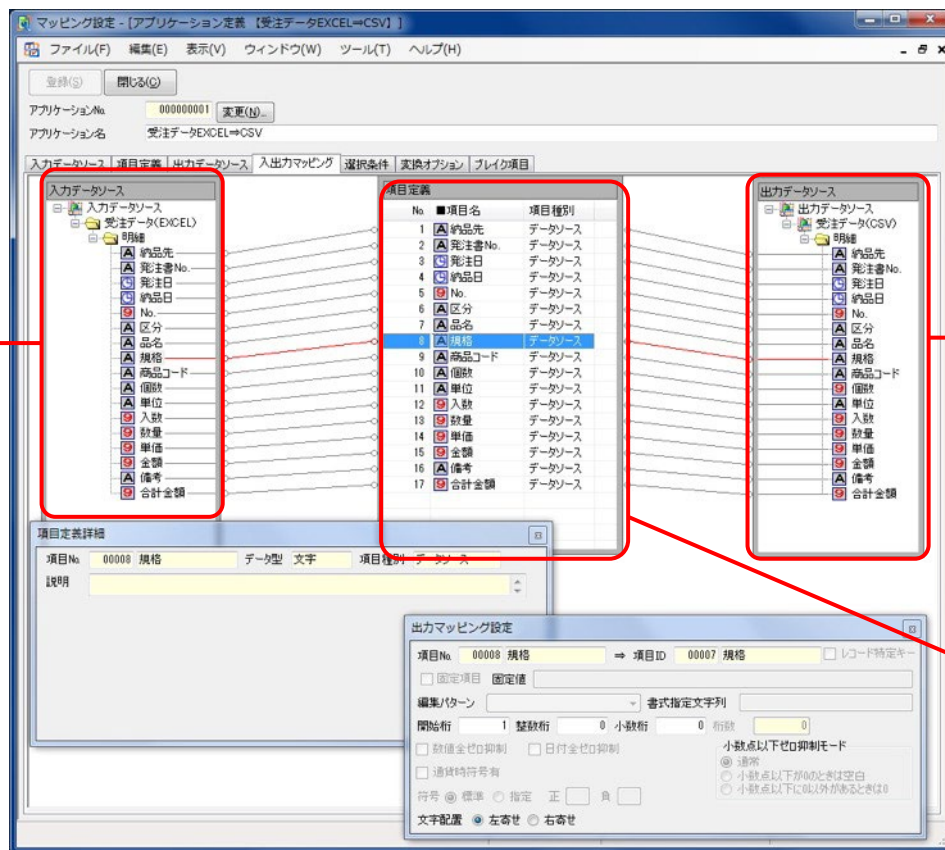 マッピング設定 - [アプリケーション定義 【受注データEXCEL⇒CSV】]
ファイル(F) 編集(E) 表示(V) ウィンドウ(W) ツール(T) ヘルプ(H)
登録(S) 閉じる(C)
アプリケーションNo. 000000001 変更(N)...
アプリケーション名 受注データEXCEL⇒CSV
入力データソース 項目定義 出力データソース 入出力マッピング 選択条件 変換オプション ブレイク項目
入力データソース
入力データソース
受注データ(EXCEL)
明細
納品先
発注書No.
発注日
納品日
No.
区分
品名
規格
商品コード
個数
単位
入数
数量
単価
金額
備考
合計金額
項目定義
No. ■項目名 項目種別
1 納品先 データソース
2 発注書No. データソース
3 発注日 データソース
4 納品日 データソース
5 No. データソース
6 区分 データソース
7 品名 データソース
8 規格 データソース
9 商品コード データソース
10 個数 データソース
11 単位 データソース
12 入数 データソース
13 数量 データソース
14 単価 データソース
15 金額 データソース
16 備考 データソース
17 合計金額 データソース
出力データソース
出力データソース
受注データ(CSV)
明細
納品先
発注書No.
発注日
納品日
No.
区分
品名
規格
商品コード
個数
単位
入数
数量
単価
金額
備考
合計金額
項目定義詳細
項目No. 00008 規格 データ型 文字 項目種別 データソース
説明
出力マッピング設定
項目No. 00008 規格 ⇒ 項目ID 00007 規格 レコード特定キー
固定項目 固定値
編集パターン 書式指定文字列
開始桁 1 整数桁 0 小数桁 0 桁数 0
数値全ゼロ抑制 日付全ゼロ抑制 小数点以下ゼロ抑制モード
通常
通貨時符号有 小数点以下が0のときは空白
小数点以下に0以外があるときは0
符号 標準 指定 正 負
文字配置 左寄せ 右寄せ